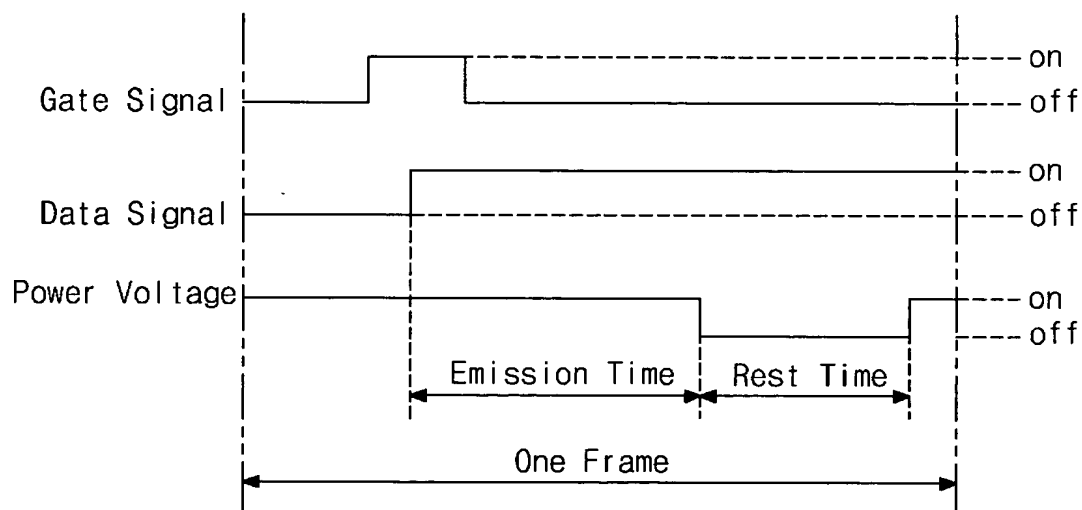 on
Gate Signal
off
on
Data Signal
off
Power Voltage
on
off
Emission Time
Rest Time
One Frame